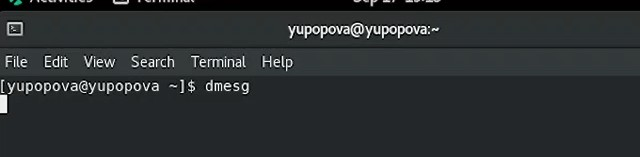 yupopova@yupopova:~
File Edit View Search Terminal Help
[yupopova@yupopova ~]$ dmesg